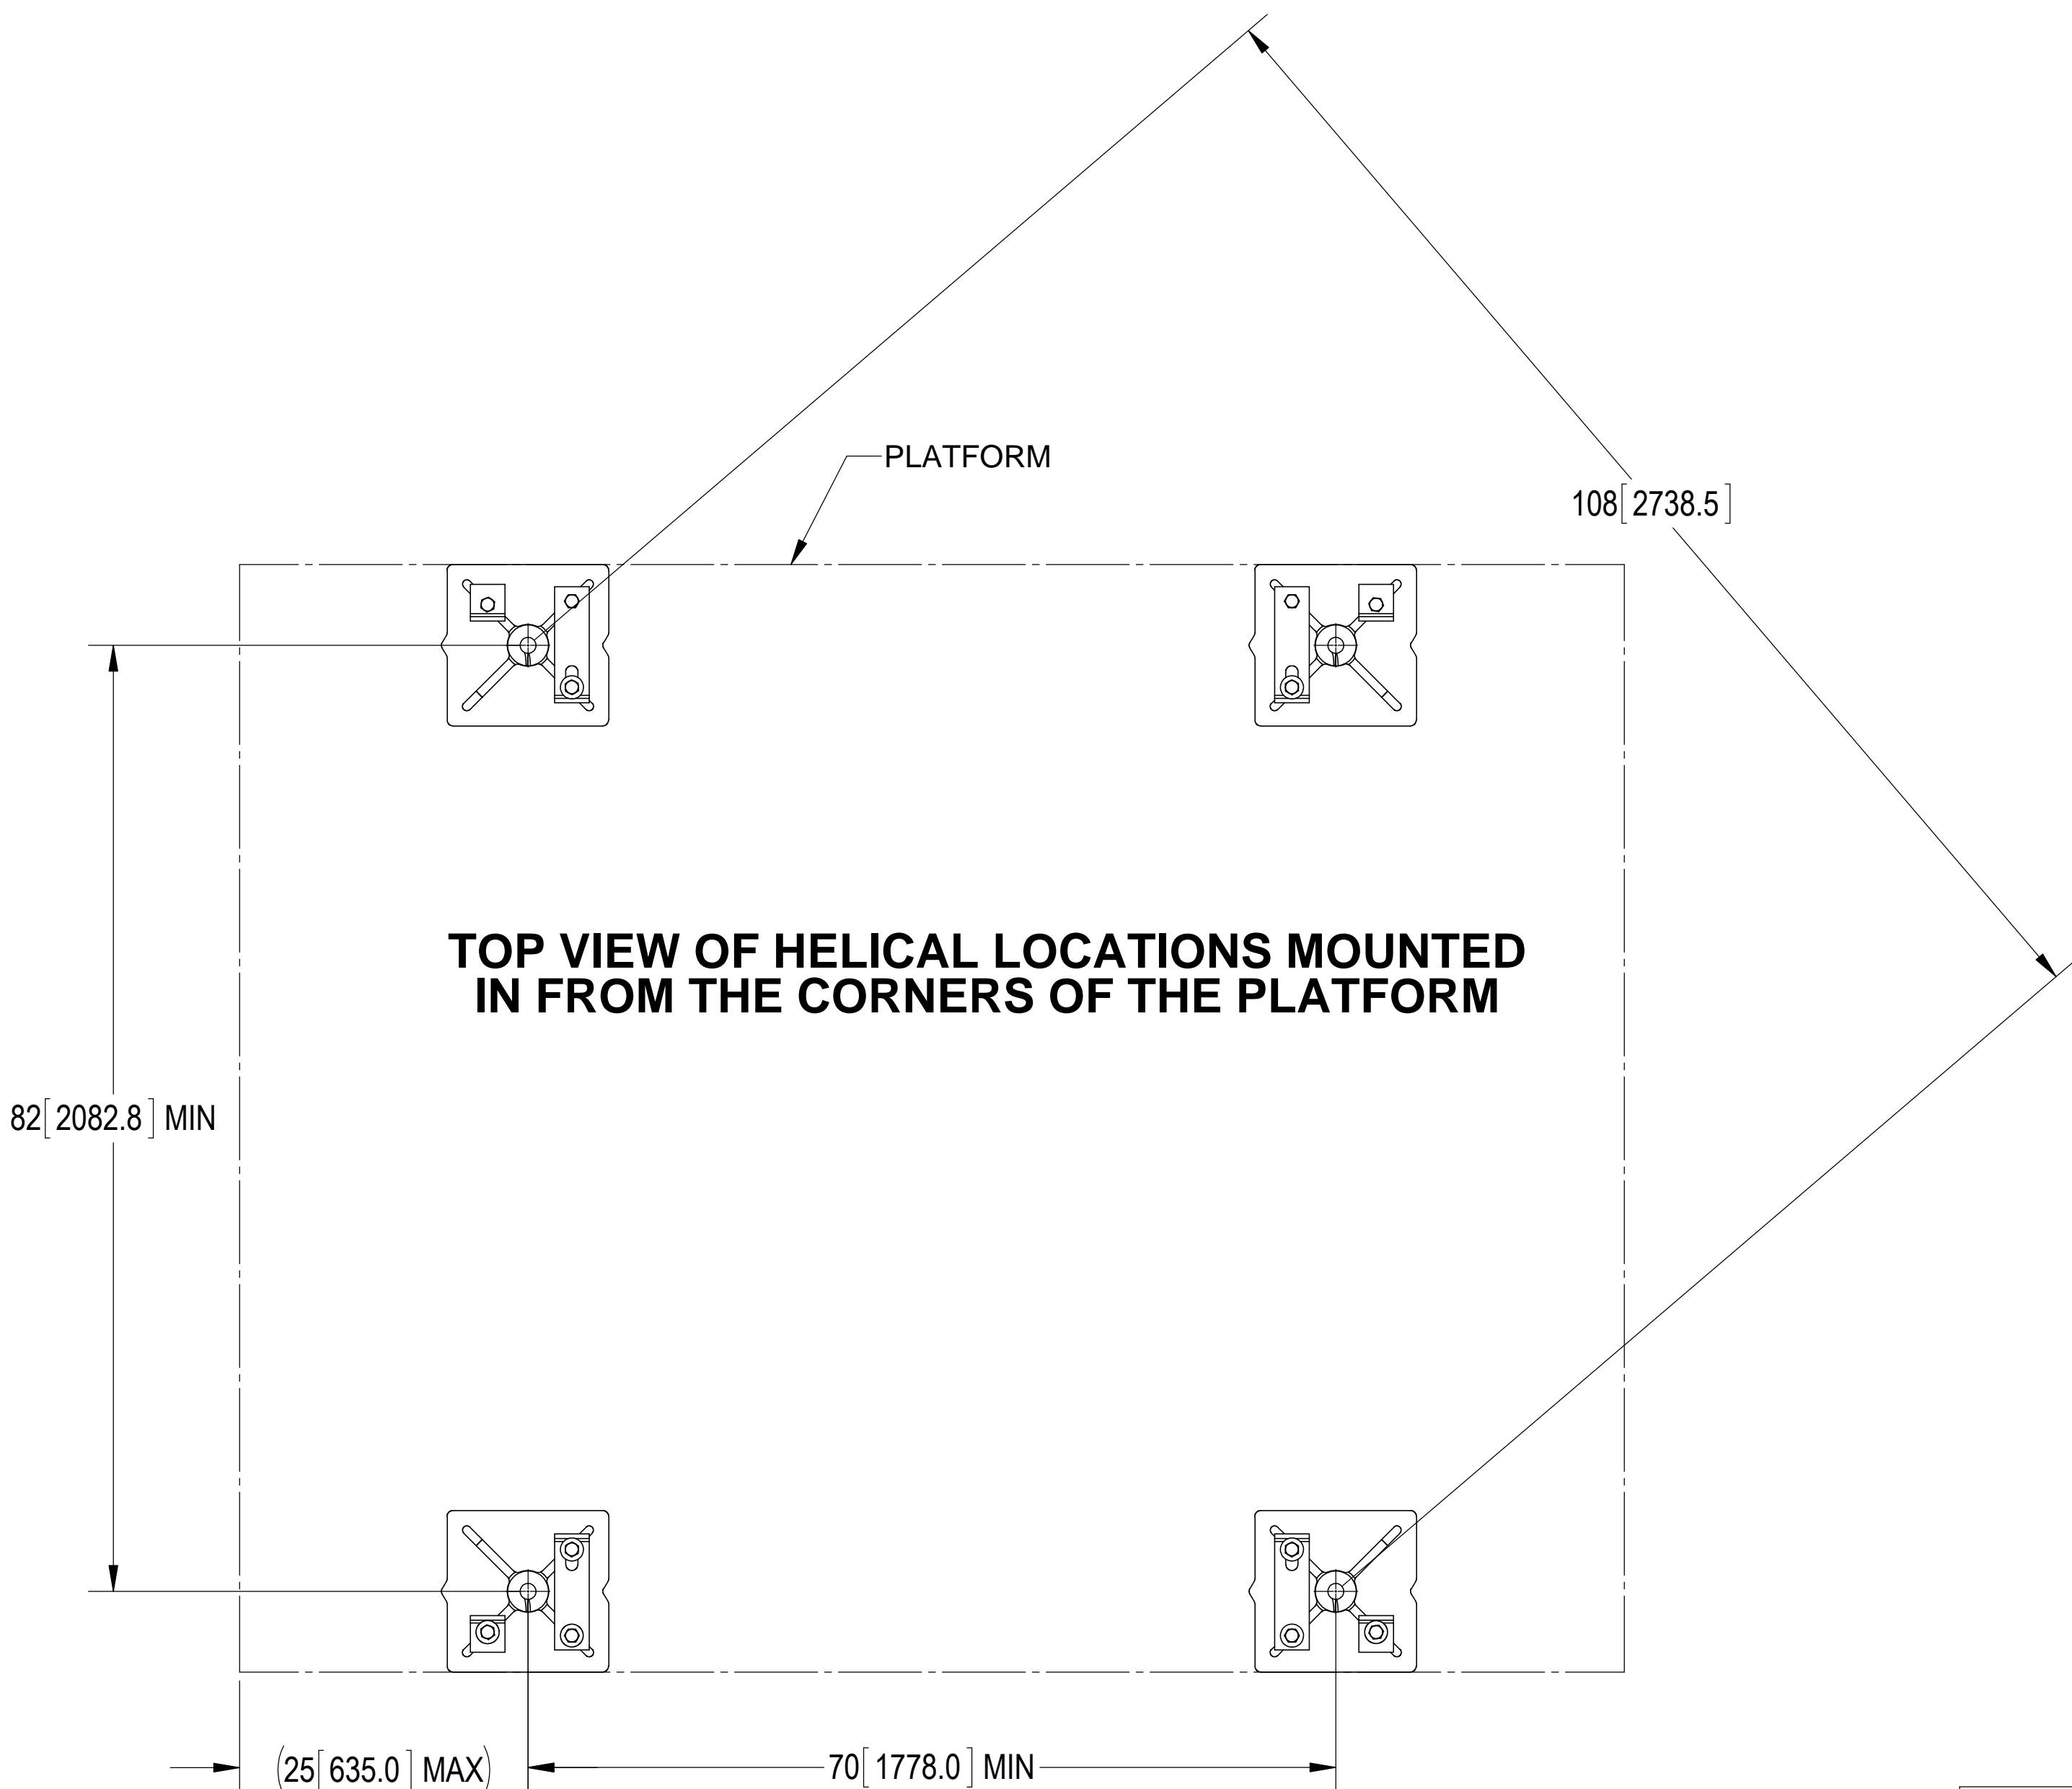 PLATFORM
108[2738.5]
TOP VIEW OF HELICAL LOCATIONS MOUNTED
IN FROM THE CORNERS OF THE PLATFORM
82[2082.8] MIN
(25[635.0] MAX)
70[1778.0] MIN